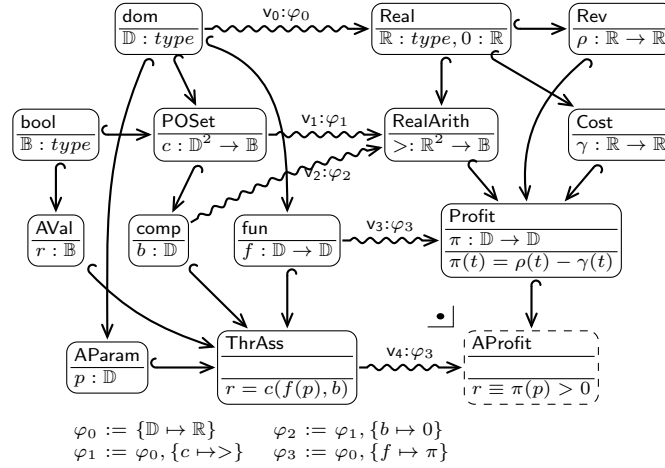 dom
𝔻 : type
v₀:φ₀
Real
ℝ : type, 0 : ℝ
Rev
ρ : ℝ → ℝ
bool
𝔹 : type
POSet
c : 𝔻² → 𝔹
v₁:φ₁
RealArith
>: ℝ² → 𝔹
Cost
γ : ℝ → ℝ
v₂:φ₂
AVal
r : 𝔹
comp
b : 𝔻
fun
f : 𝔻 → 𝔻
v₃:φ₃
Profit
π : 𝔻 → 𝔻
π(t) = ρ(t) − γ(t)
AParam
p : 𝔻
ThrAss
r = c(f(p), b)
v₄:φ₃
AProfit
r ≡ π(p) > 0
φ₀ := {𝔻 ↦ ℝ}
φ₂ := φ₁, {b ↦ 0}
φ₁ := φ₀, {c ↦>}
φ₃ := φ₀, {f ↦ π}